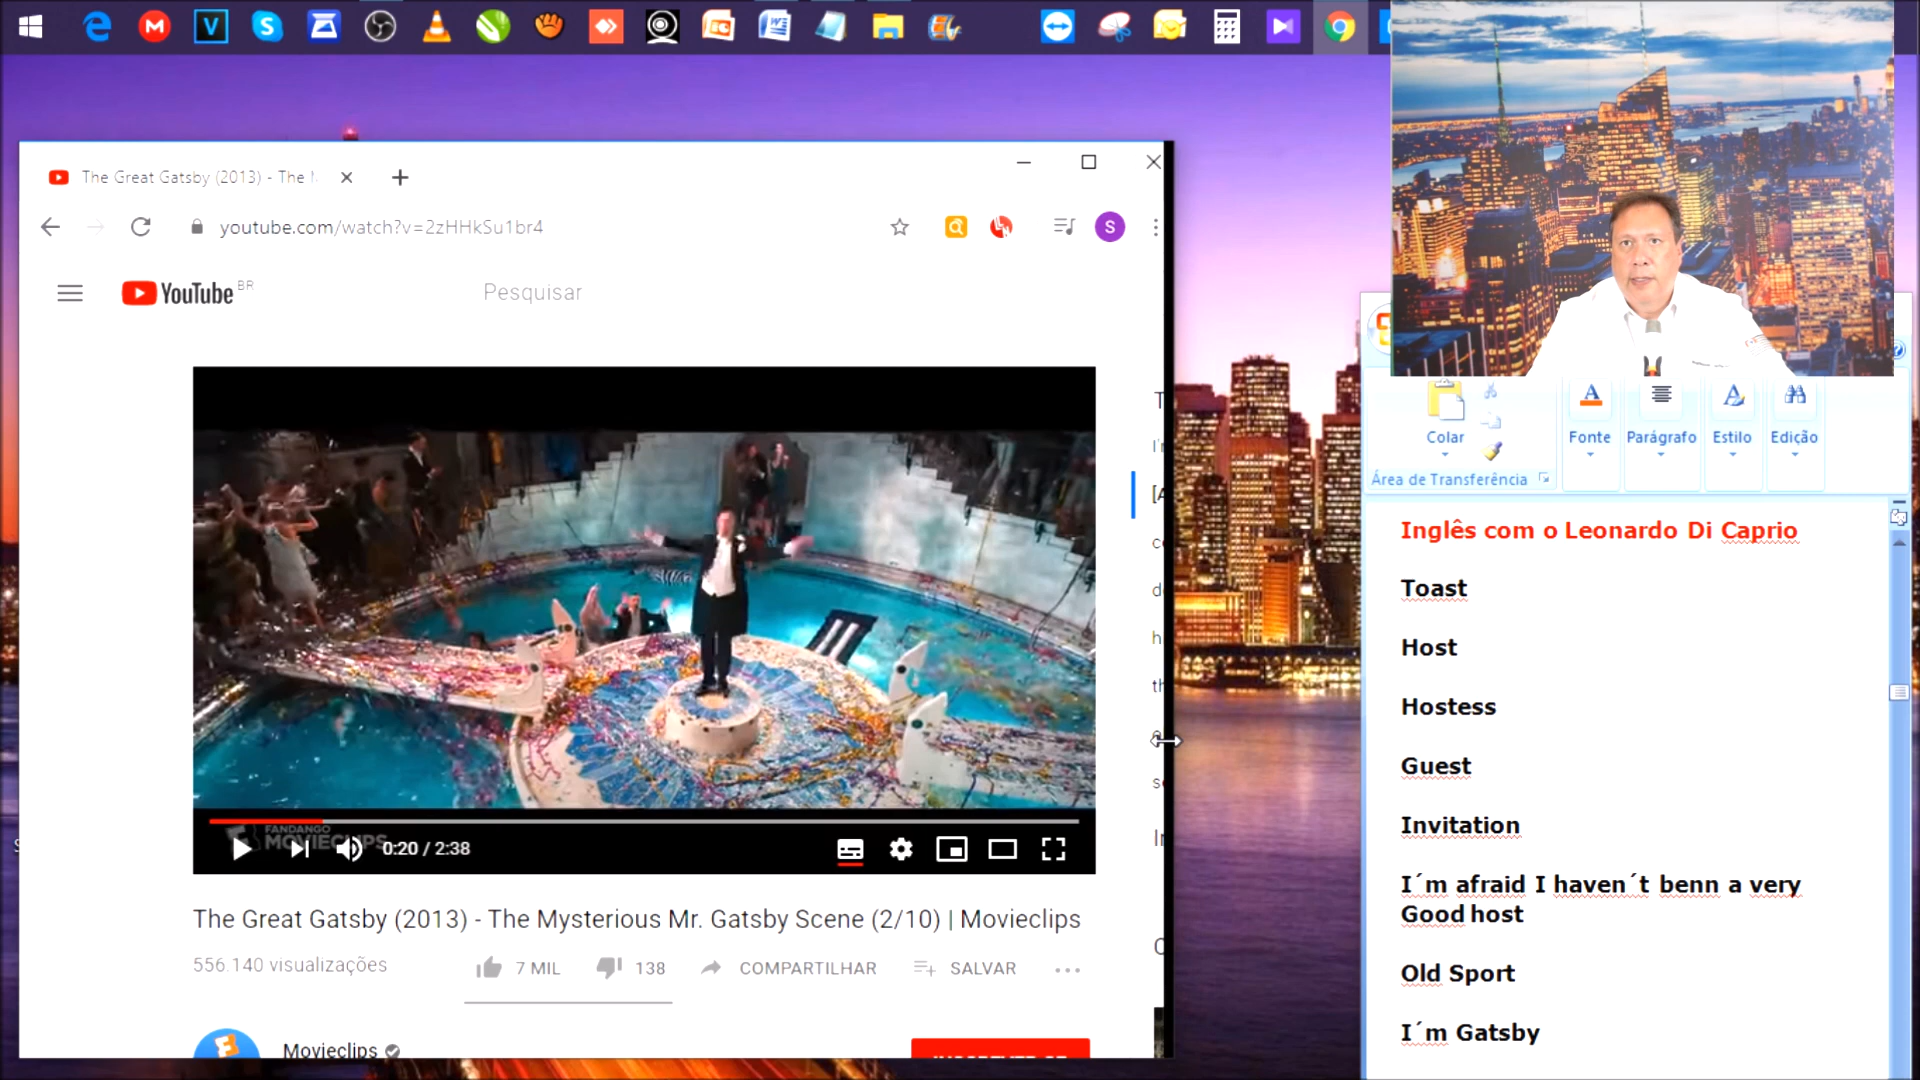 The Great Gatsby (2013) - The
youtube.com/watch?v=2zHHkSu1br4
S
YouTube BR
Pesquisar
FANDANGO
MOVIECLIPS
0:20 / 2:38
The Great Gatsby (2013) - The Mysterious Mr. Gatsby Scene (2/10) | Movieclips
556.140 visualizações
7 MIL
138
COMPARTILHAR
SALVAR
Movieclips
Colar
Fonte
Parágrafo
Estilo
Edição
Área de Transferência
Inglês com o Leonardo Di Caprio
Toast
Host
Hostess
Guest
Invitation
I´m afraid I haven´t benn a very
Good host
Old Sport
I´m Gatsby